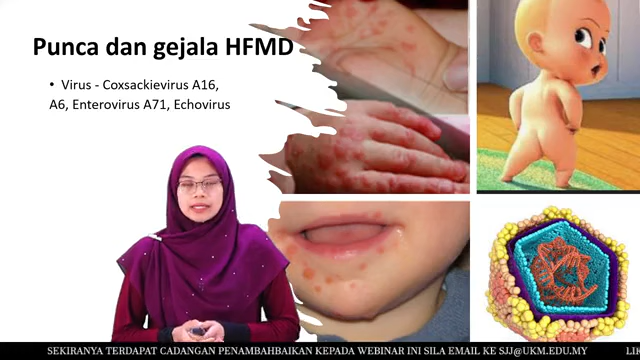 Punca dan gejala HFMD
• Virus - Coxsackievirus A16,
A6, Enterovirus A71, Echovirus
SEKIRANYA TERDAPAT CADANGAN PENAMBAHBAIKAN KEPADA WEBINAR INI SILA EMAIL KE SJJ@UKM.EDU.MY